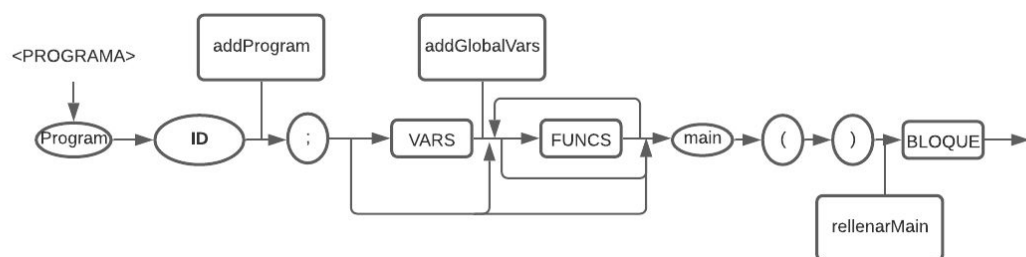 addProgram
addGlobalVars
<PROGRAMA>
Program
ID
;
VARS
FUNCS
main
(
)
BLOQUE
rellenarMain